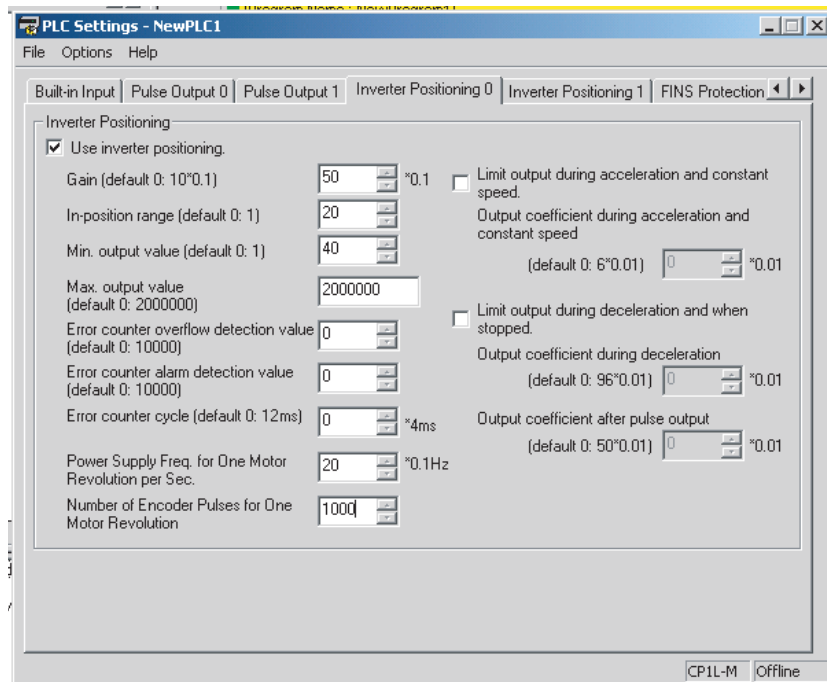 [Program Name : NewProgram1]
PLC Settings - NewPLC1
File Options Help
Built-in Input Pulse Output 0 Pulse Output 1 Inverter Positioning 0 Inverter Positioning 1 FINS Protection
Inverter Positioning
Use inverter positioning.
Gain (default 0: 10*0.1) 50 *0.1
In-position range (default 0: 1) 20
Min. output value (default 0: 1) 40
Max. output value
(default 0: 2000000) 2000000
Error counter overflow detection value
(default 0: 10000) 0
Error counter alarm detection value
(default 0: 10000) 0
Error counter cycle (default 0: 12ms) 0 *4ms
Power Supply Freq. for One Motor
Revolution per Sec. 20 *0.1Hz
Number of Encoder Pulses for One
Motor Revolution 1000
Limit output during acceleration and constant
speed.
Output coefficient during acceleration and
constant speed
(default 0: 6*0.01) 0 *0.01
Limit output during deceleration and when
stopped.
Output coefficient during deceleration
(default 0: 96*0.01) 0 *0.01
Output coefficient after pulse output
(default 0: 50*0.01) 0 *0.01
CP1L-M Offline